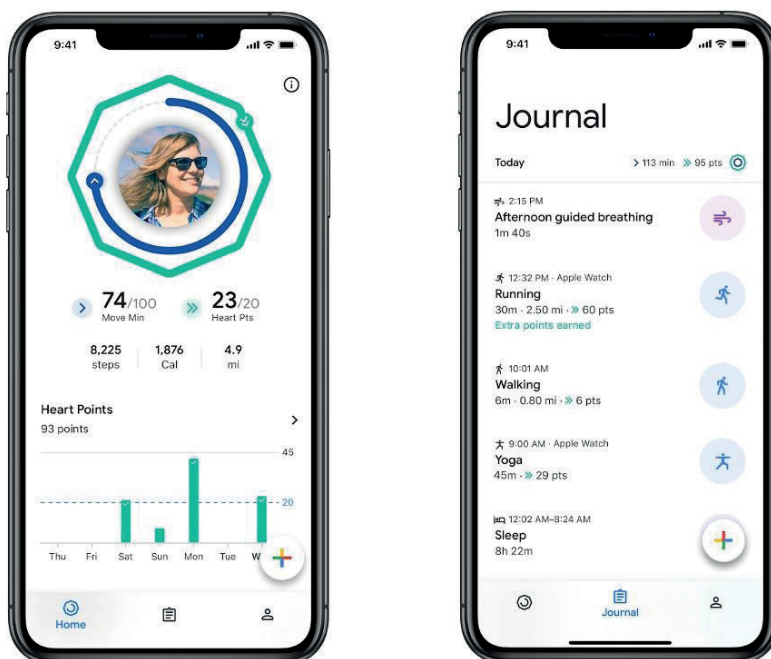 9:41
74/100
Move Min
23/20
Heart Pts
8,225
steps
1,876
Cal
4.9
mi
Heart Points
93 points
45
20
Thu Fri Sat Sun Mon Tue W
Home
9:41
Journal
Today
113 min 95 pts
2:15 PM
Afternoon guided breathing
1m 40s
12:32 PM · Apple Watch
Running
30m · 2.50 mi · 60 pts
Extra points earned
10:01 AM
Walking
6m · 0.80 mi · 6 pts
9:00 AM · Apple Watch
Yoga
45m · 29 pts
12:02 AM–8:24 AM
Sleep
8h 22m
Journal